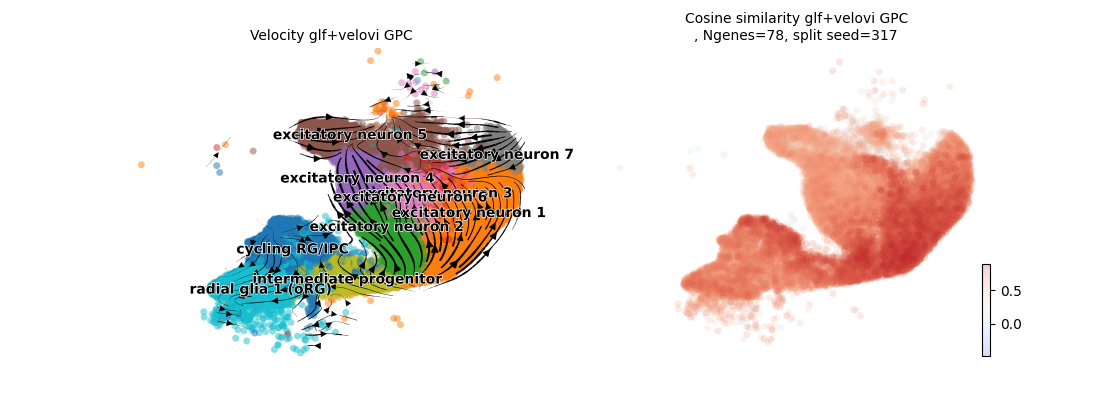 Velocity glf+velovi GPC
excitatory neuron 5
excitatory neuron 7
excitatory neuron 4
excitatory neuron 3
excitatory neuron 6
excitatory neuron 1
excitatory neuron 2
cycling RG/IPC
intermediate progenitor
radial glia 1 (oRG)
Cosine similarity glf+velovi GPC
, Ngenes=78, split seed=317
0.5
0.0